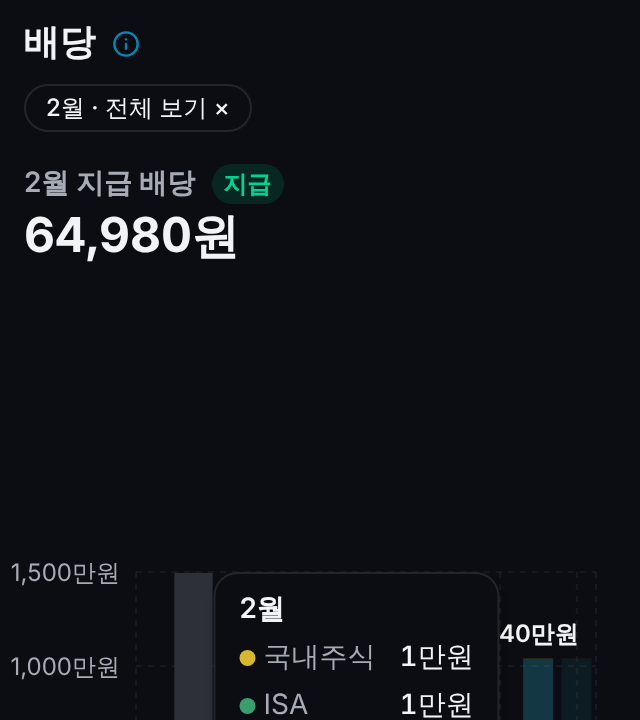 배당
2월 · 전체 보기 ×
2월 지급 배당 지급
64,980원
1,500만원
2월
40만원
국내주식 1만원
1,000만원
ISA 1만원